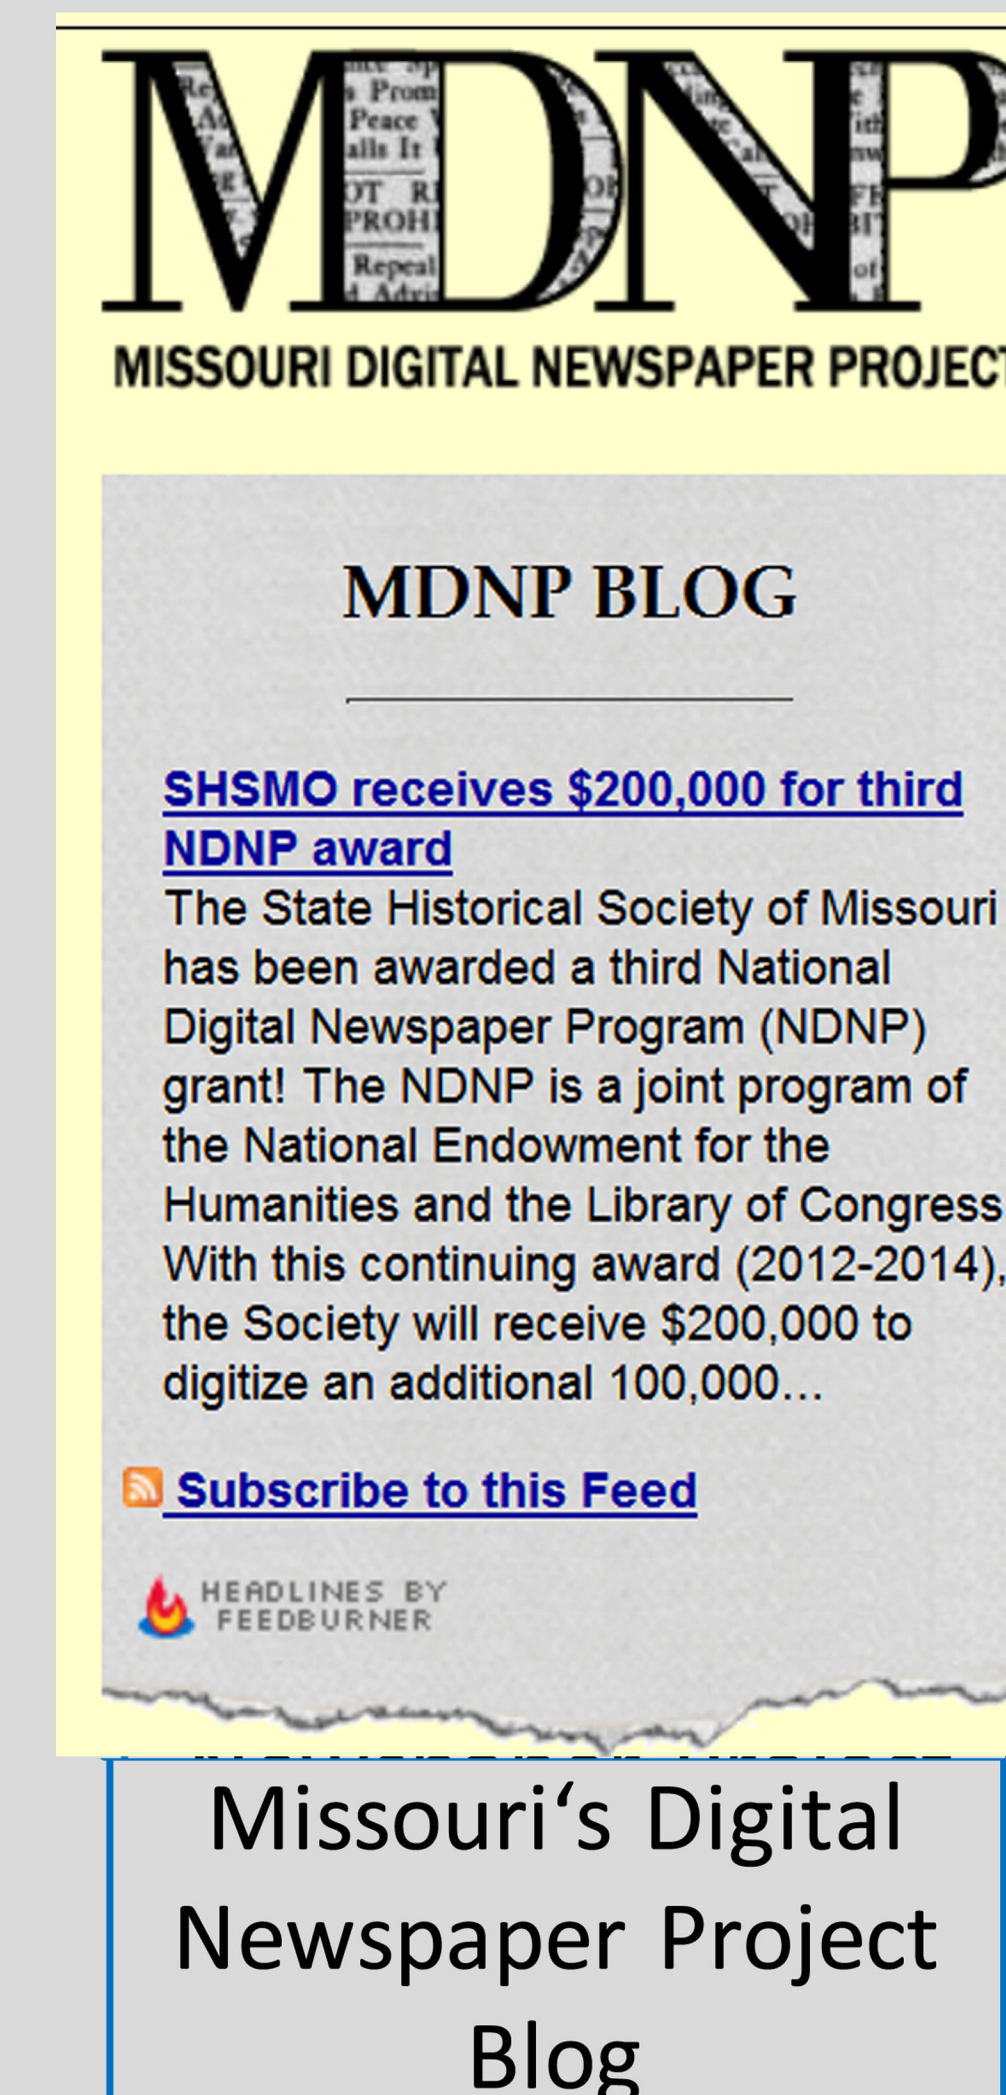 MDNP
MISSOURI DIGITAL NEWSPAPER PROJECT
MDNP BLOG
SHSMO receives $200,000 for third
NDNP award
The State Historical Society of Missouri
has been awarded a third National
Digital Newspaper Program (NDNP)
grant! The NDNP is a joint program of
the National Endowment for the
Humanities and the Library of Congress
With this continuing award (2012-2014),
the Society will receive $200,000 to
digitize an additional 100,000...
Subscribe to this Feed
HEADLINES BY
FEEDBURNER
Missouri‘s Digital
Newspaper Project
Blog